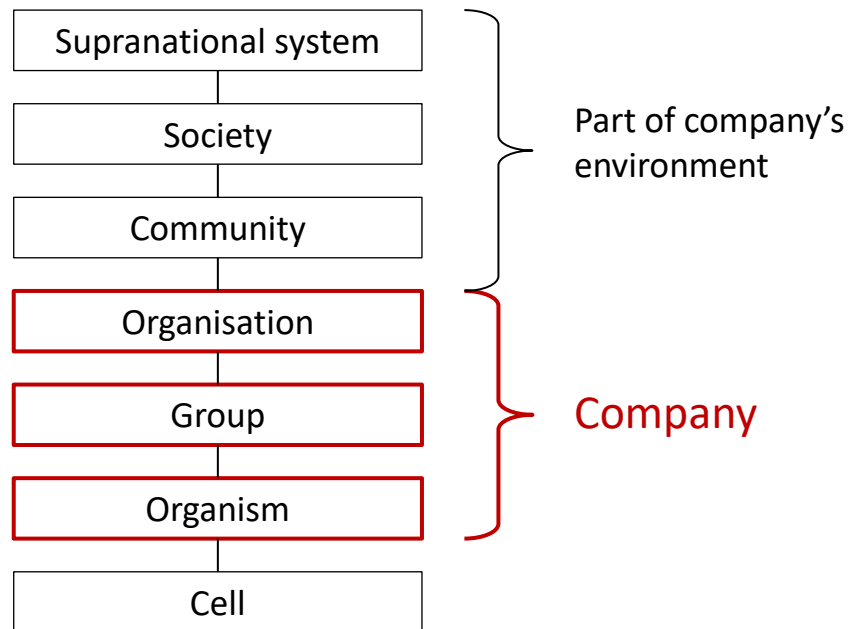 Supranational system
Society
Part of company’s
environment
Community
Organisation
Group
Company
Organism
Cell